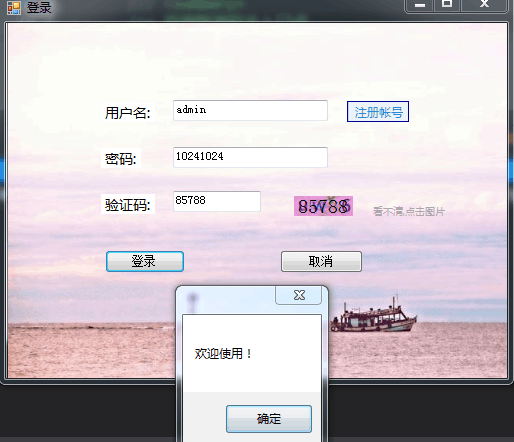 登录
用户名:
admin
注册帐号
密码:
10241024
验证码:
85788
看不清,点击图片
登录
取消
欢迎使用！
确定